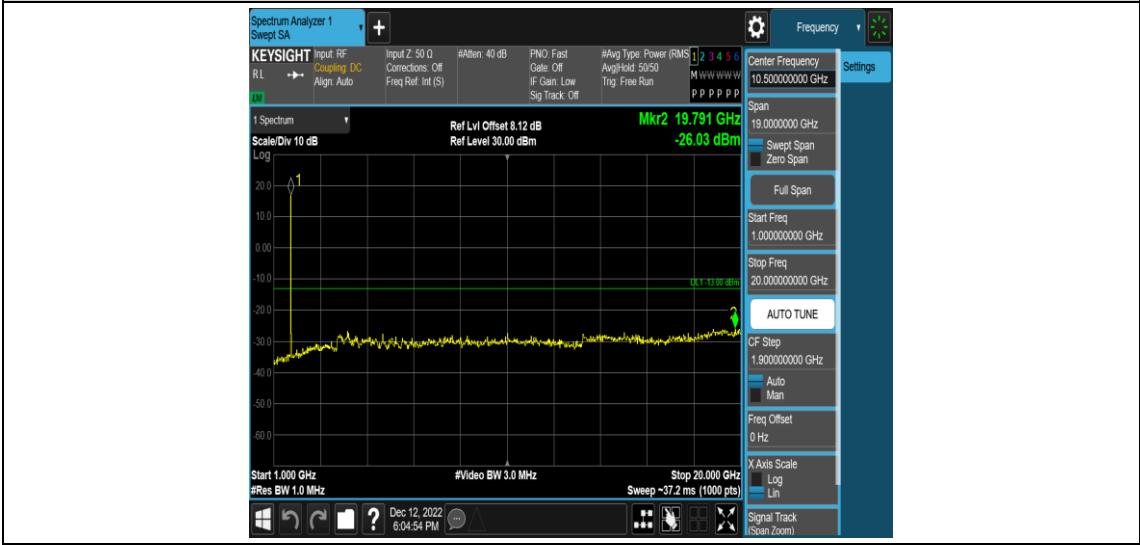 Spectrum Analyzer 1
Swept SA
+
Frequency
KEYSIGHT
Input: RF
Coupling: DC
Align: Auto
Input Z: 50 Ω
Corrections: Off
Freq Ref: Int (S)
#Atten: 40 dB
PNO: Fast
Gate: Off
IF Gain: Low
Sig Track: Off
#Avg Type: Power (RMS
Avg|Hold: 50/50
Trig: Free Run
1 2 3 4 5 6
M W W W W W
P P P P P P
R L
LM
1 Spectrum
Scale/Div 10 dB
Log
Ref Lvl Offset 8.12 dB
Ref Level 30.00 dBm
Mkr2 19.791 GHz
-26.03 dBm
20.0
10.0
0.00
-10.0
-20.0
-30.0
-40.0
-50.0
-60.0
1
2
DL1 -13.00 dBm
Start 1.000 GHz
#Res BW 1.0 MHz
#Video BW 3.0 MHz
Stop 20.000 GHz
Sweep ~37.2 ms (1000 pts)
?
Dec 12, 2022
6:04:54 PM
Center Frequency
10.500000000 GHz
Settings
Span
19.0000000 GHz
Swept Span
Zero Span
Full Span
Start Freq
1.000000000 GHz
Stop Freq
20.000000000 GHz
AUTO TUNE
CF Step
1.900000000 GHz
Auto
Man
Freq Offset
0 Hz
X Axis Scale
Log
Lin
Signal Track
(Span Zoom)